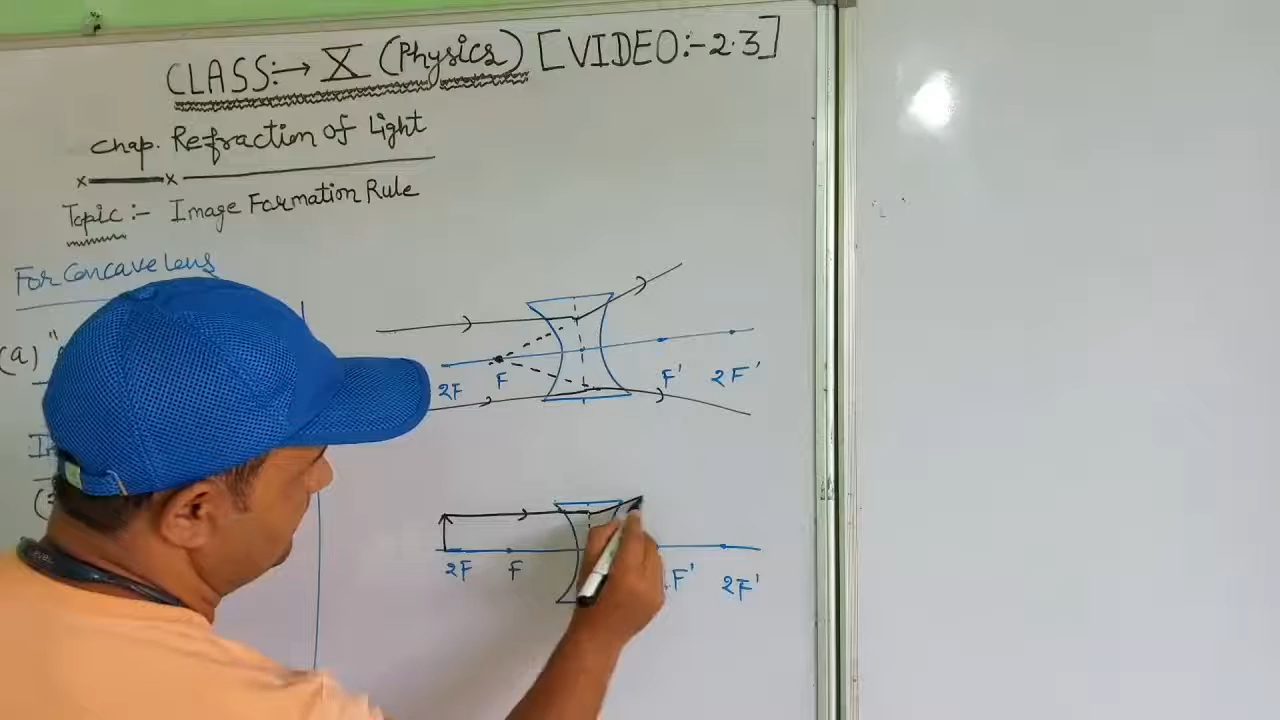 CLASS:→ X (Physics) [VIDEO:-2.3]
Chap. Refraction of Light
Topic:- Image Formation Rule
For Concave Lens
(a) "
2F F F' 2F'
2F F F' 2F'